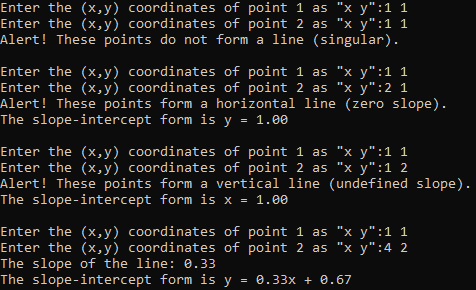 Enter the (x,y) coordinates of point 1 as "x y":1 1
Enter the (x,y) coordinates of point 2 as "x y":1 1
Alert! These points do not form a line (singular).

Enter the (x,y) coordinates of point 1 as "x y":1 1
Enter the (x,y) coordinates of point 2 as "x y":2 1
Alert! These points form a horizontal line (zero slope).
The slope-intercept form is y = 1.00

Enter the (x,y) coordinates of point 1 as "x y":1 1
Enter the (x,y) coordinates of point 2 as "x y":1 2
Alert! These points form a vertical line (undefined slope).
The slope-intercept form is x = 1.00

Enter the (x,y) coordinates of point 1 as "x y":1 1
Enter the (x,y) coordinates of point 2 as "x y":4 2
The slope of the line: 0.33
The slope-intercept form is y = 0.33x + 0.67